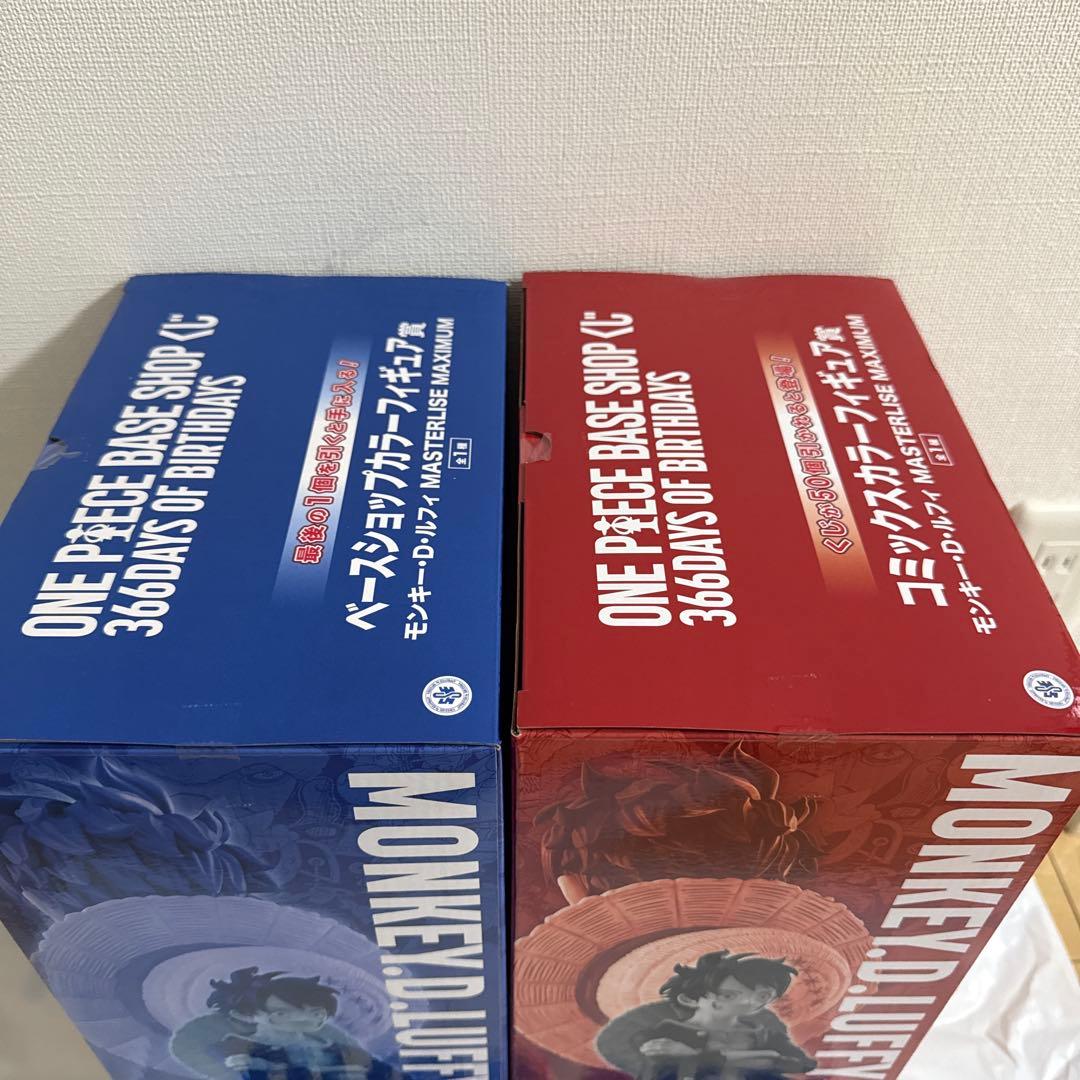 ONE PIECE BASE SHOP くじ
366DAYS OF BIRTHDAYS
最後の1個を引くと手に入る!
ベースショップカラーフィギュア賞
モンキー・D・ルフィ MASTERLISE MAXIMUM
全1種
MONKEY.D.LUFF
ONE PIECE BASE SHOP くじ
366DAYS OF BIRTHDAYS
くじが50個引かれると登場!
コミックスカラーフィギュア賞
モンキー・D・ルフィ MASTERLISE MAXIMUM
全1種
MONKEY.D.LUFFY